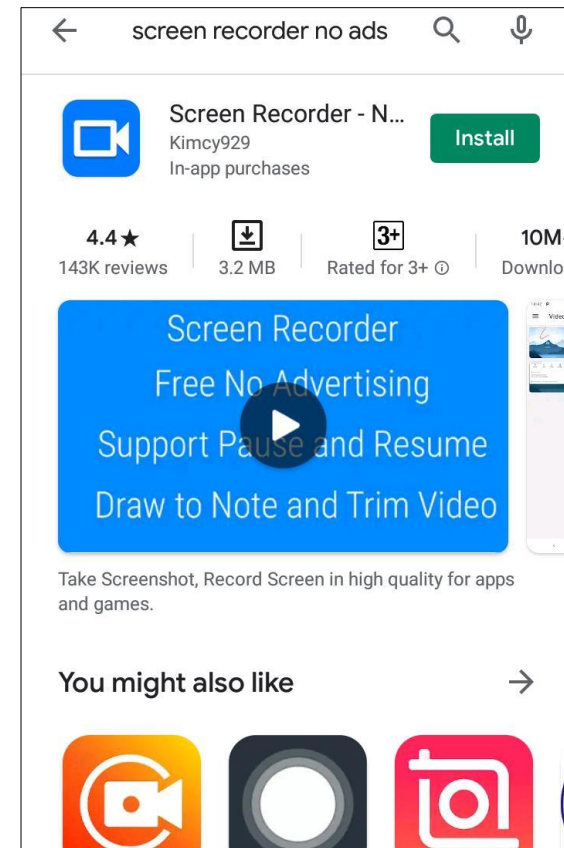 screen recorder no ads
Screen Recorder - N...
Kimcy929
Install
In-app purchases
4.4★
3+
10M
143K reviews
3.2 MB
Rated for 3+
Downlo
Screen Recorder
Free No Advertising
Support Pause and Resume
Draw to Note and Trim Video
Take Screenshot, Record Screen in high quality for apps
and games.
You might also like